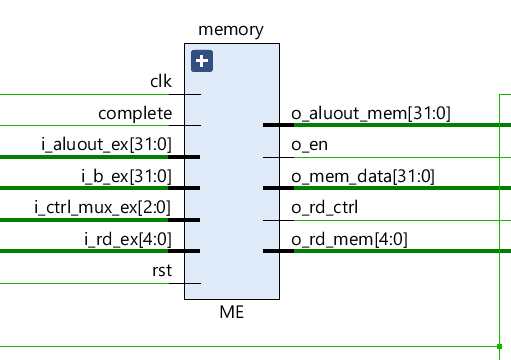 memory
clk
complete
i_aluout_ex[31:0]
i_b_ex[31:0]
i_ctrl_mux_ex[2:0]
i_rd_ex[4:0]
rst
o_aluout_mem[31:0]
o_en
o_mem_data[31:0]
o_rd_ctrl
o_rd_mem[4:0]
ME